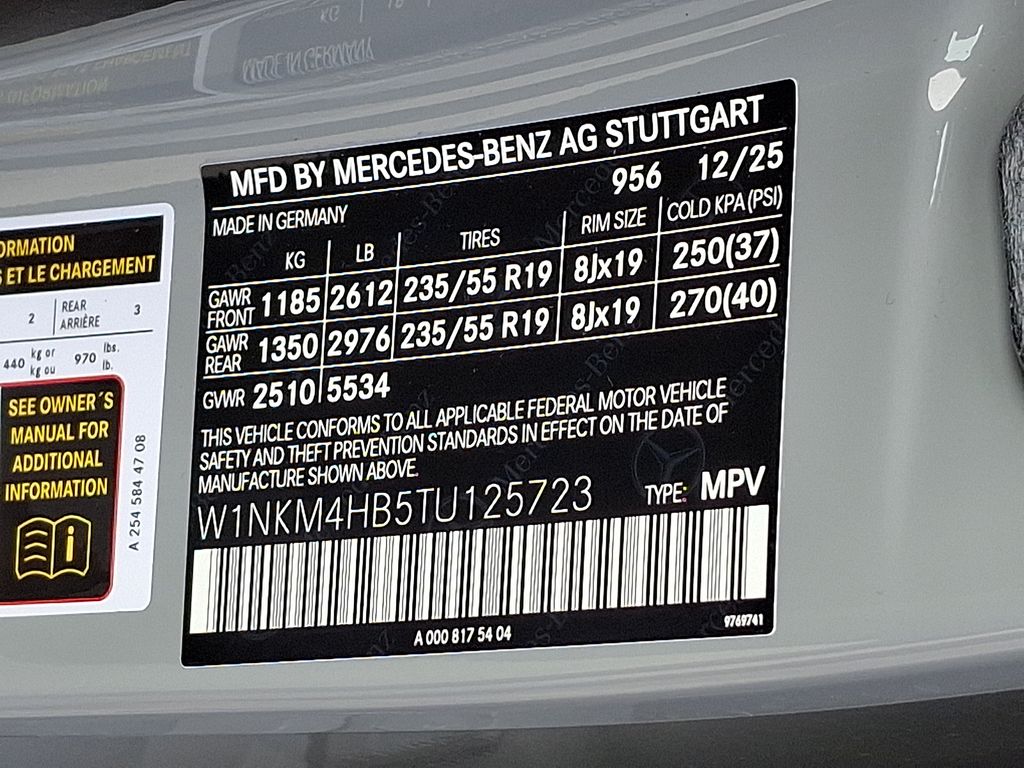 MFD BY MERCEDES-BENZ AG STUTTGART
MADE IN GERMANY 956 12/25
KG LB TIRES RIM SIZE COLD KPA (PSI)
GAWR FRONT 1185 2612 235/55 R19 8Jx19 250(37)
GAWR REAR 1350 2976 235/55 R19 8Jx19 270(40)
GVWR 2510 5534
THIS VEHICLE CONFORMS TO ALL APPLICABLE FEDERAL MOTOR VEHICLE
SAFETY AND THEFT PREVENTION STANDARDS IN EFFECT ON THE DATE OF
MANUFACTURE SHOWN ABOVE.
W1NKM4HB5TU125723 TYPE: MPV
A 000 817 54 04
9769741
ET LE CHARGEMENT
2 REAR ARRIÈRE 3
440 kg or kg ou 970 lbs. lb.
SEE OWNER´S
MANUAL FOR
ADDITIONAL
INFORMATION
A 254 584 47 08
MADE IN GERMANY